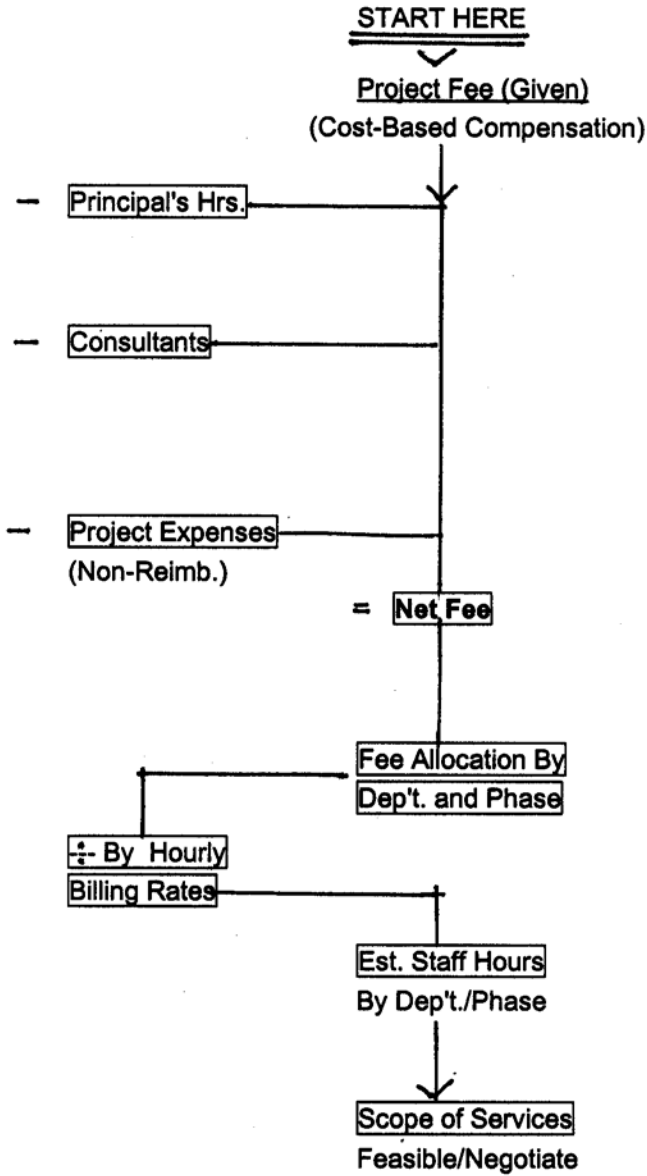 START HERE
Project Fee (Given)
(Cost-Based Compensation)
— Principal's Hrs.
— Consultants
— Project Expenses
(Non-Reimb.)
= Net Fee
Fee Allocation By
Dep't. and Phase
-:- By Hourly
Billing Rates
Est. Staff Hours
By Dep't./Phase
Scope of Services
Feasible/Negotiate